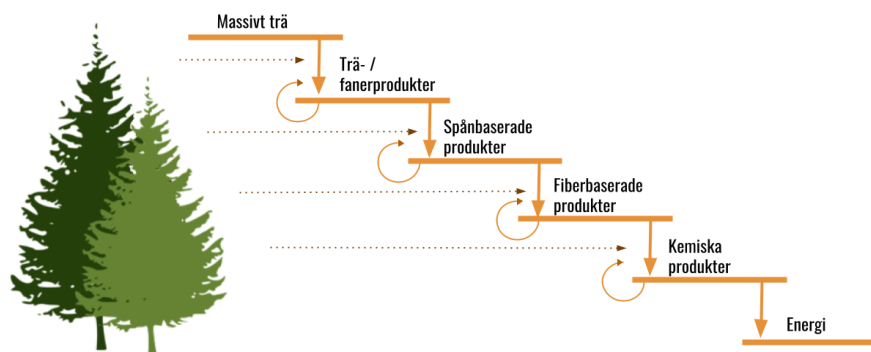 Massivt trä
Trä- /
fanerprodukter
Spånbaserade
produkter
Fiberbaserade
produkter
Kemiska
produkter
Energi